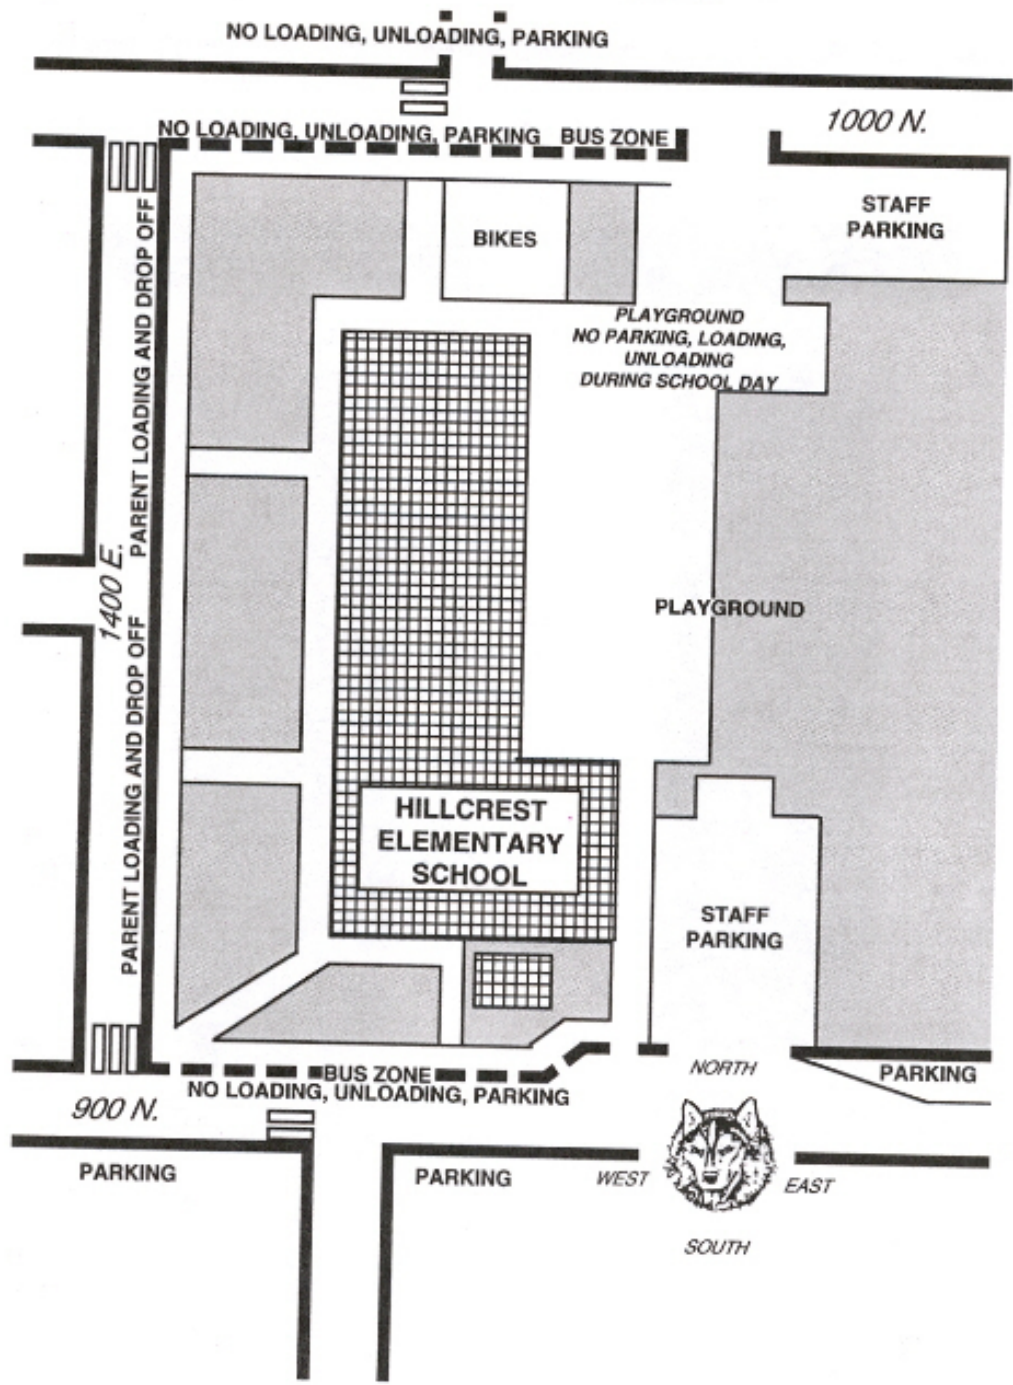 NO LOADING, UNLOADING, PARKING
1000 N.
NO LOADING, UNLOADING, PARKING BUS ZONE
STAFF
PARKING
BIKES
PARENT LOADING AND DROP OFF
PLAYGROUND
NO PARKING, LOADING,
UNLOADING
DURING SCHOOL DAY
1400 E.
PLAYGROUND
PARENT LOADING AND DROP OFF
HILLCREST
ELEMENTARY
SCHOOL
STAFF
PARKING
BUS ZONE
NO LOADING, UNLOADING, PARKING
NORTH
PARKING
900 N.
PARKING
PARKING
WEST
EAST
SOUTH